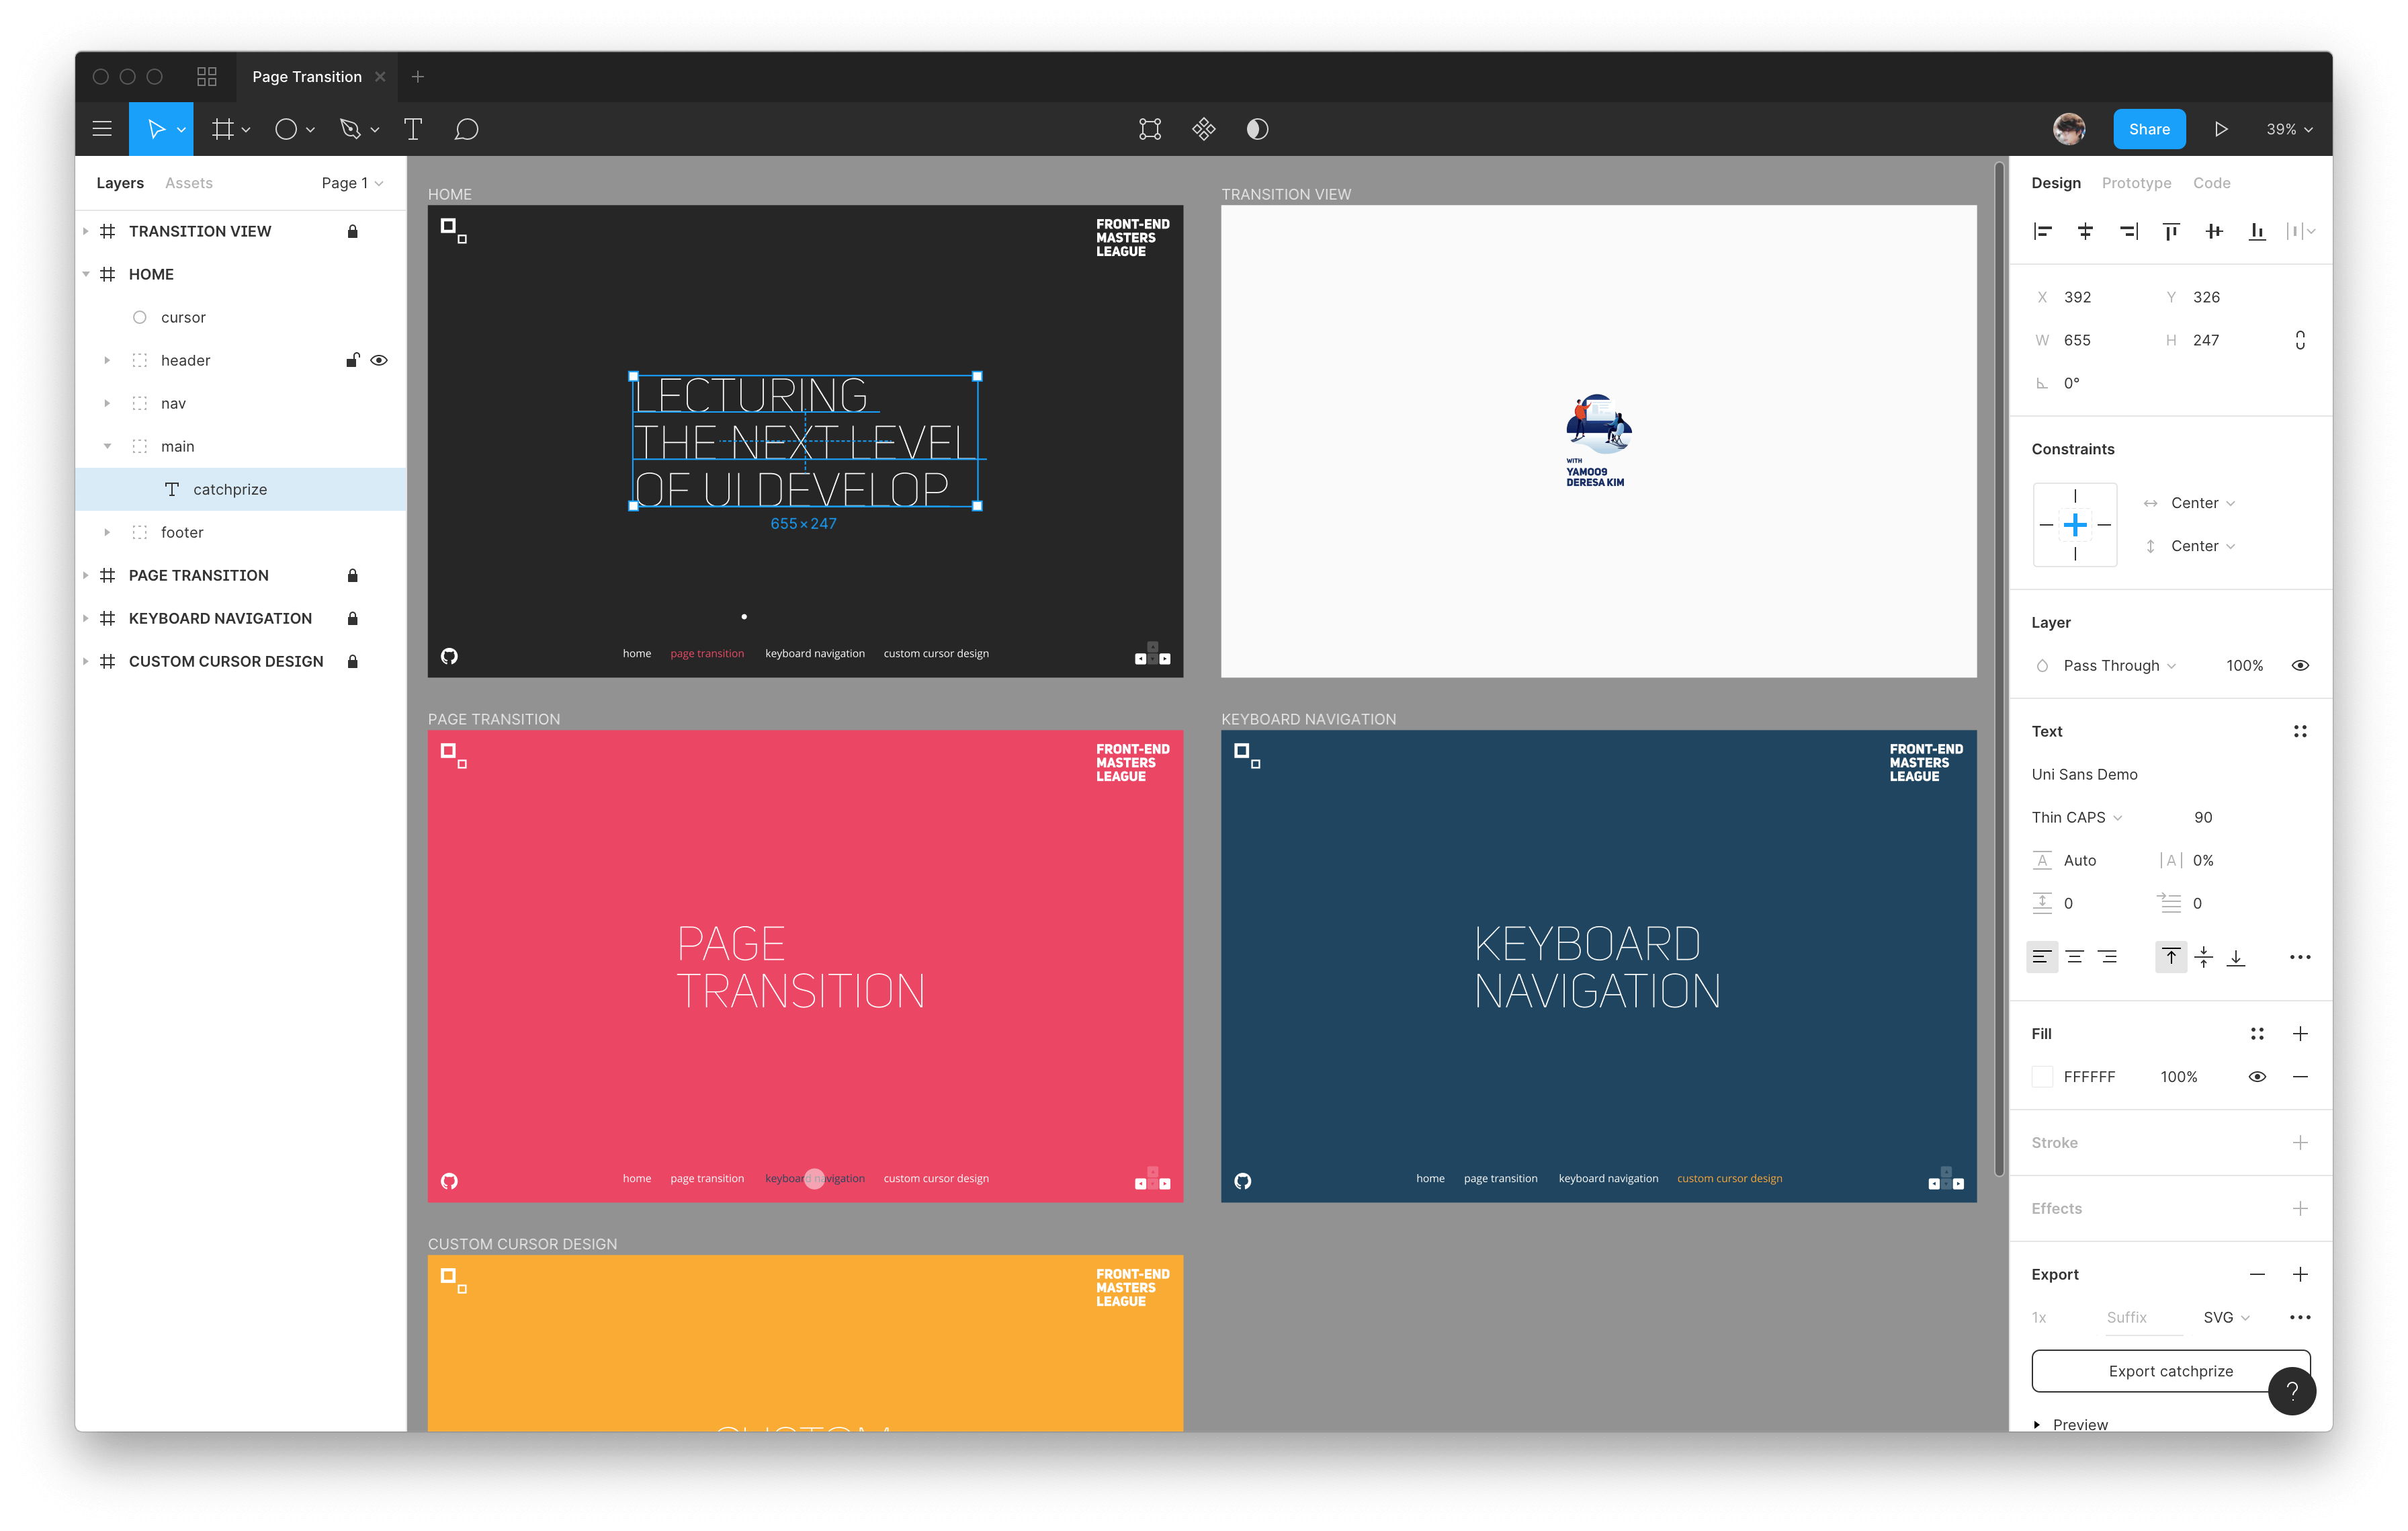 Page Transition
Share
39%
Layers
Assets
Page 1
TRANSITION VIEW
HOME
cursor
header
nav
main
catchprize
footer
PAGE TRANSITION
KEYBOARD NAVIGATION
CUSTOM CURSOR DESIGN
HOME
FRONT-END
MASTERS
LEAGUE
LECTURING
THE NEXT LEVEL
OF UI DEVELOP
655 × 247
home page transition keyboard navigation custom cursor design
TRANSITION VIEW
WITH
YAMOO9
DERESA KIM
PAGE TRANSITION
FRONT-END
MASTERS
LEAGUE
PAGE
TRANSITION
home page transition keyboard navigation custom cursor design
KEYBOARD NAVIGATION
FRONT-END
MASTERS
LEAGUE
KEYBOARD
NAVIGATION
home page transition keyboard navigation custom cursor design
CUSTOM CURSOR DESIGN
FRONT-END
MASTERS
LEAGUE
CUSTOM
Design Prototype Code
X 392 Y 326
W 655 H 247
0°
Constraints
Center
Center
Layer
Pass Through 100%
Text
Uni Sans Demo
Thin CAPS 90
A Auto |A| 0%
0 0
Fill
FFFFFF 100%
Stroke
Effects
Export
1x Suffix SVG
Export catchprize
?
Preview